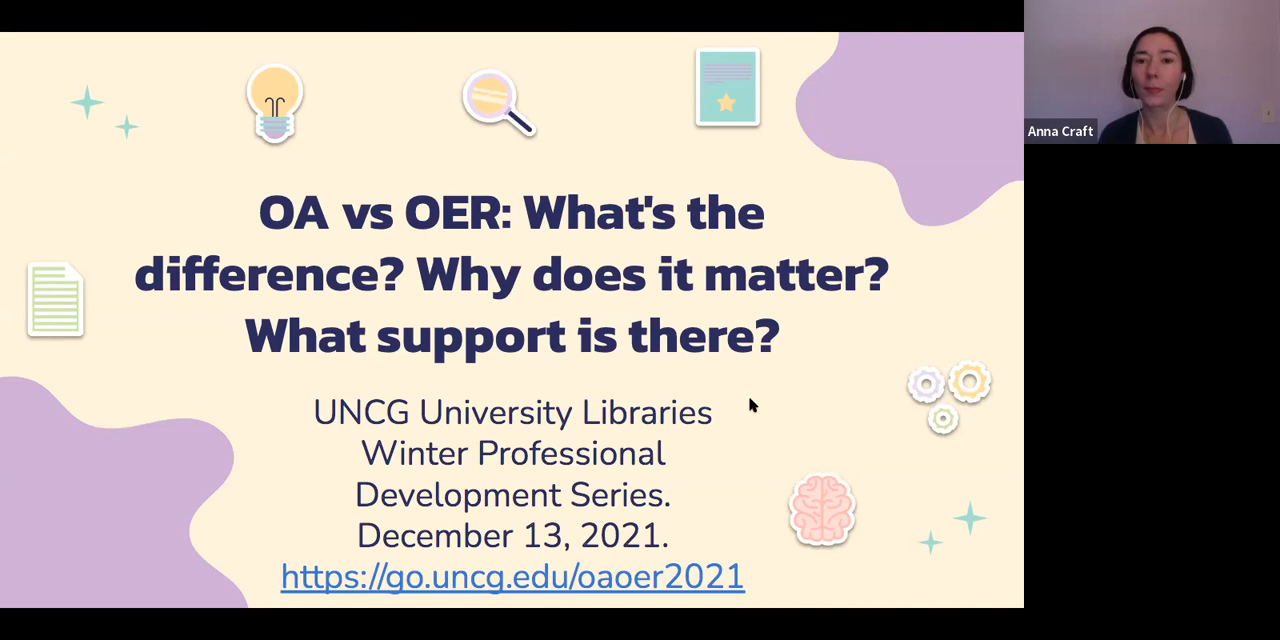 OA vs OER: What's the
difference? Why does it matter?
What support is there?
UNCG University Libraries
Winter Professional
Development Series.
December 13, 2021.
https://go.uncg.edu/oaoer2021
Anna Craft